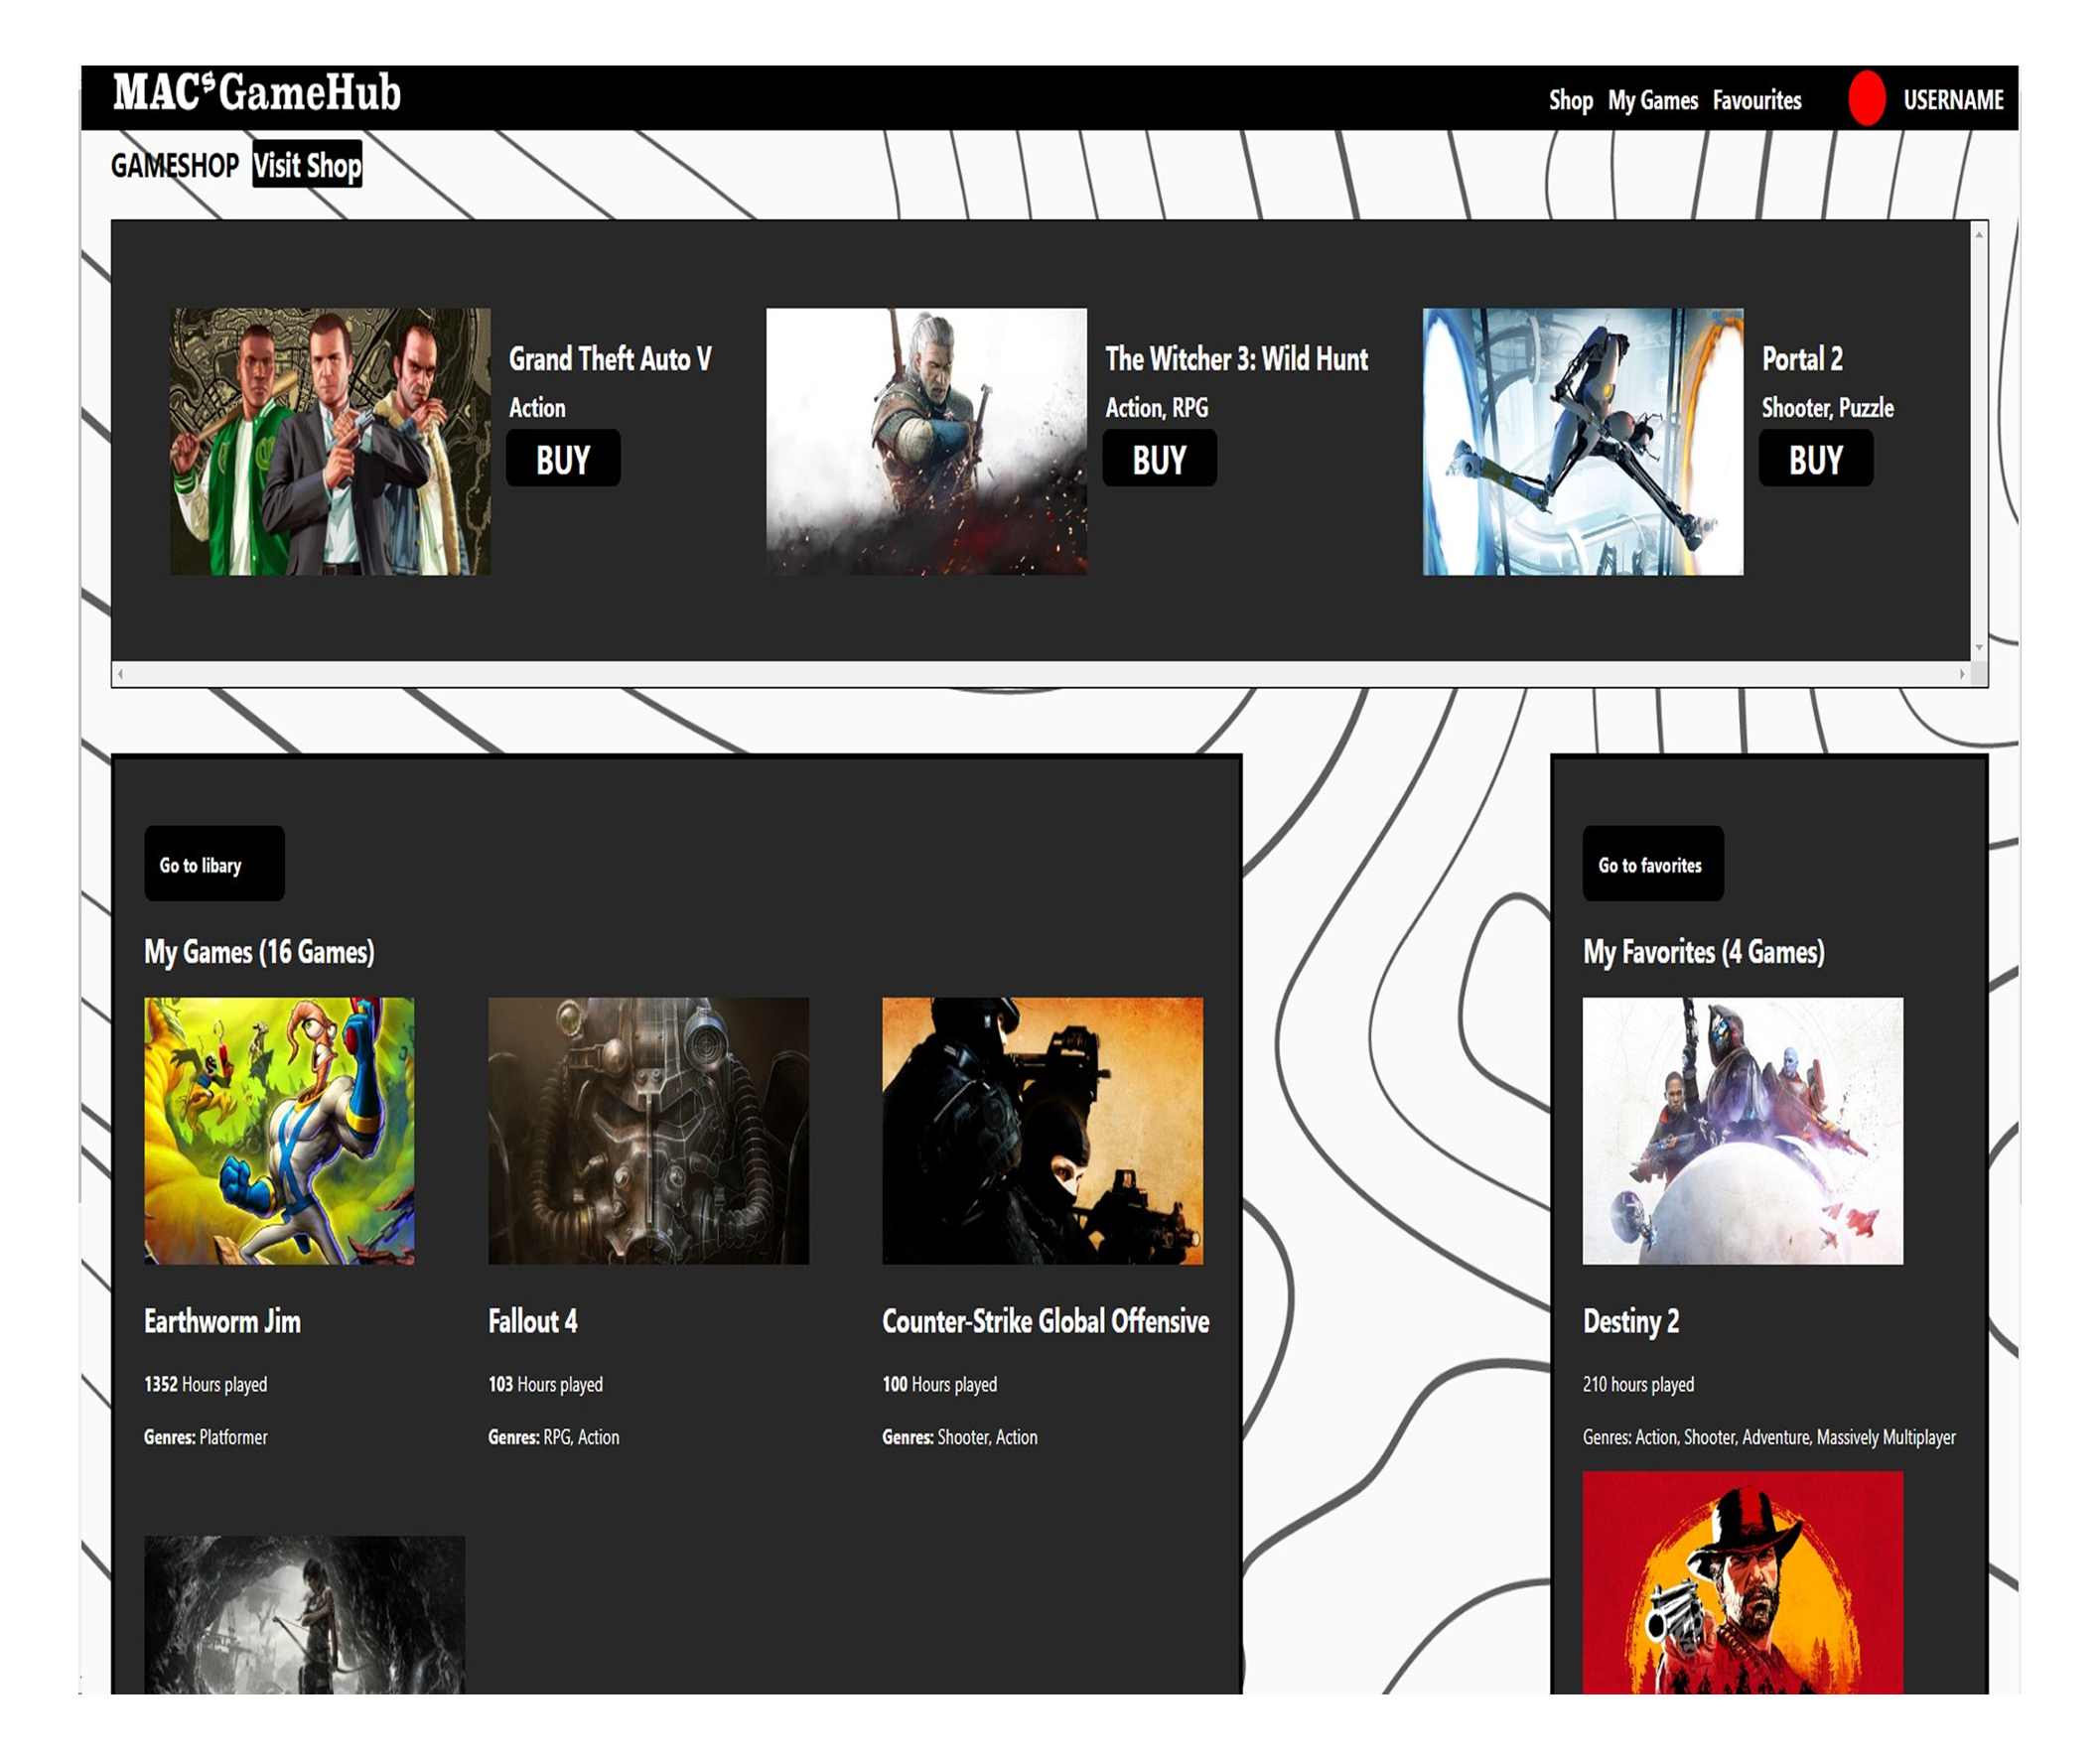 MACsGameHub
Shop My Games Favourites USERNAME
GAMESHOP Visit Shop
Grand Theft Auto V
Action
BUY
The Witcher 3: Wild Hunt
Action, RPG
BUY
Portal 2
Shooter, Puzzle
BUY
Go to libary
My Games (16 Games)
Earthworm Jim
1352 Hours played
Genres: Platformer
Fallout 4
103 Hours played
Genres: RPG, Action
Counter-Strike Global Offensive
100 Hours played
Genres: Shooter, Action
Go to favorites
My Favorites (4 Games)
Destiny 2
210 hours played
Genres: Action, Shooter, Adventure, Massively Multiplayer